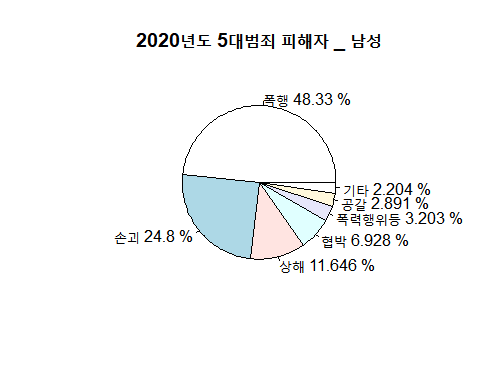 2020년도 5대범죄 피해자 _ 남성
폭행 48.33 %
기타 2.204 %
공갈 2.891 %
폭력행위등 3.203 %
손괴 24.8 %
협박 6.928 %
상해 11.646 %